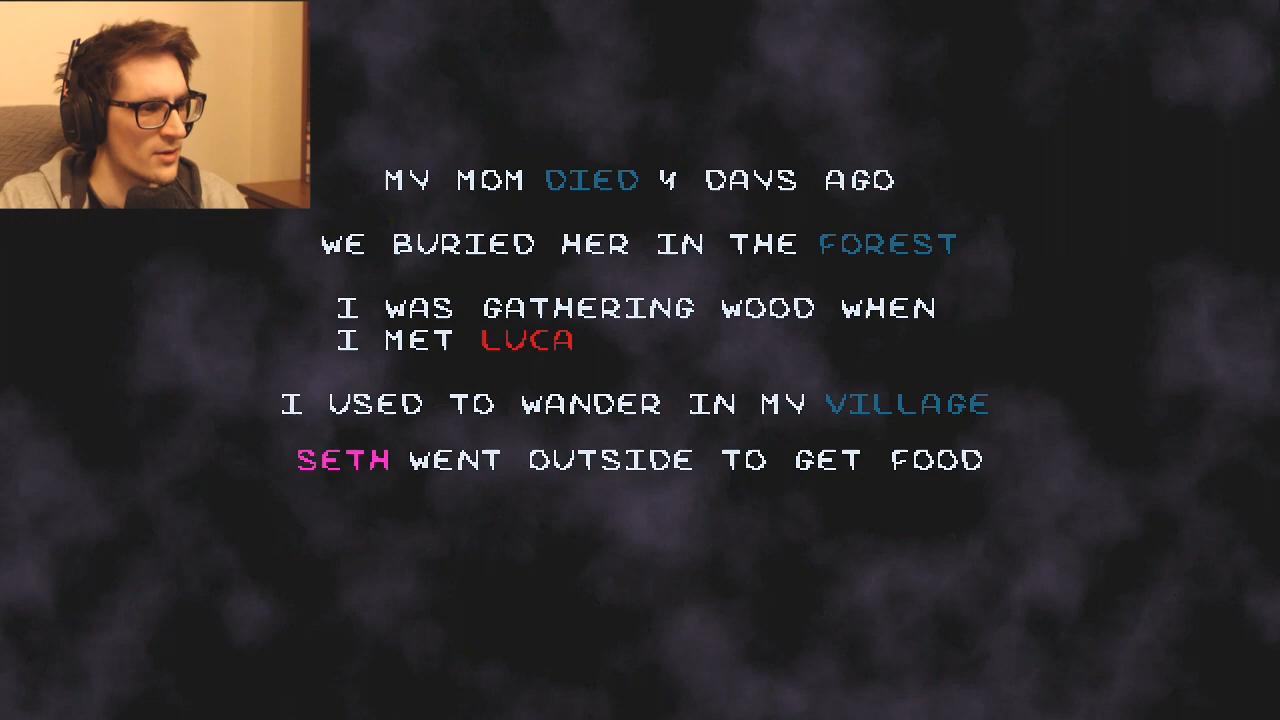 MY MOM DIED 4 DAYS AGO
WE BURIED HER IN THE FOREST
I WAS GATHERING WOOD WHEN
I MET LUCA
I USED TO WANDER IN MY VILLAGE
SETH WENT OUTSIDE TO GET FOOD